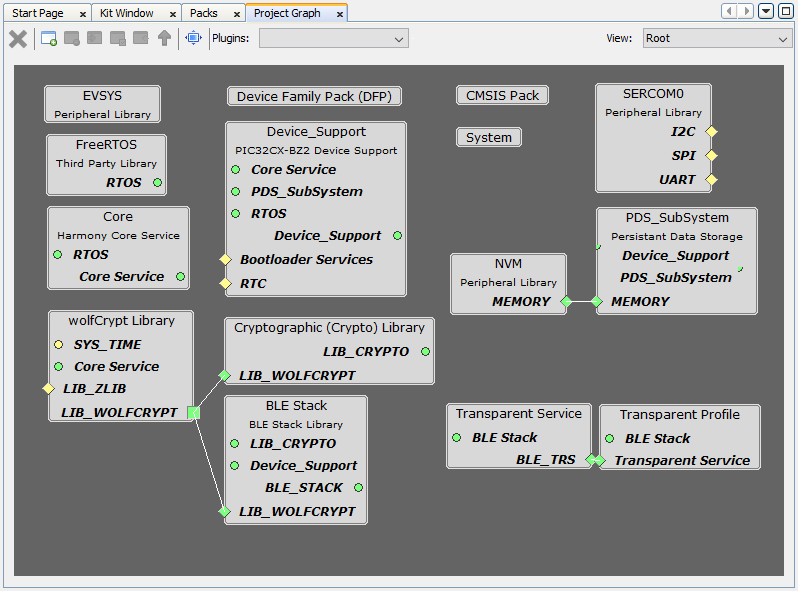 Start Page
Kit Window
Packs
Project Graph
Plugins:
View:
Root
EVSYS
Peripheral Library
FreeRTOS
Third Party Library
RTOS
Core
Harmony Core Service
RTOS
Core Service
wolfCrypt Library
SYS_TIME
Core Service
LIB_ZLIB
LIB_WOLFCRYPT
Device Family Pack (DFP)
Device_Support
PIC32CX-BZ2 Device Support
Core Service
PDS_SubSystem
RTOS
Device_Support
Bootloader Services
RTC
Cryptographic (Crypto) Library
LIB_CRYPTO
LIB_WOLFCRYPT
BLE Stack
BLE Stack Library
LIB_CRYPTO
Device_Support
BLE_STACK
LIB_WOLFCRYPT
CMSIS Pack
System
NVM
Peripheral Library
MEMORY
Transparent Service
BLE Stack
BLE_TRS
SERCOM0
Peripheral Library
I2C
SPI
UART
PDS_SubSystem
Persistant Data Storage
Device_Support
PDS_SubSystem
MEMORY
Transparent Profile
BLE Stack
Transparent Service